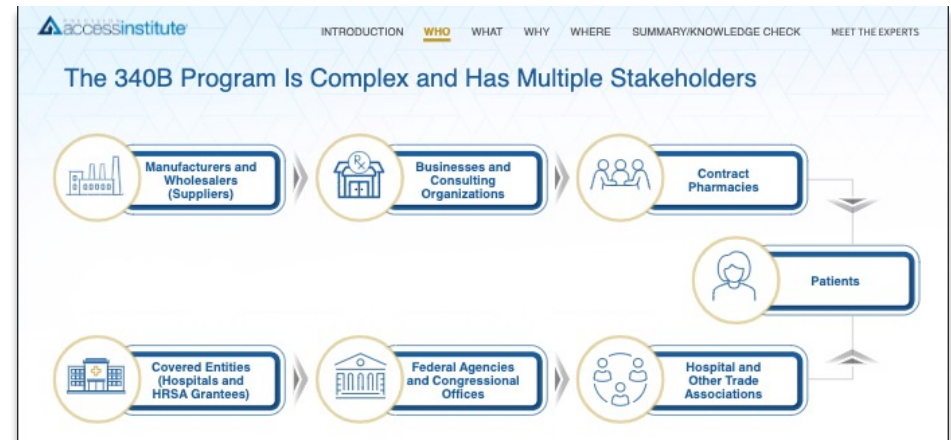 accessinstitute
INTRODUCTION WHO WHAT WHY WHERE SUMMARY/KNOWLEDGE CHECK MEET THE EXPERTS
The 340B Program Is Complex and Has Multiple Stakeholders
Manufacturers and
Wholesalers
(Suppliers)
Rx
Businesses and
Consulting
Organizations
Contract
Pharmacies
Patients
Covered Entities
(Hospitals and
HRSA Grantees)
Federal Agencies
and Congressional
Offices
Hospital and
Other Trade
Associations